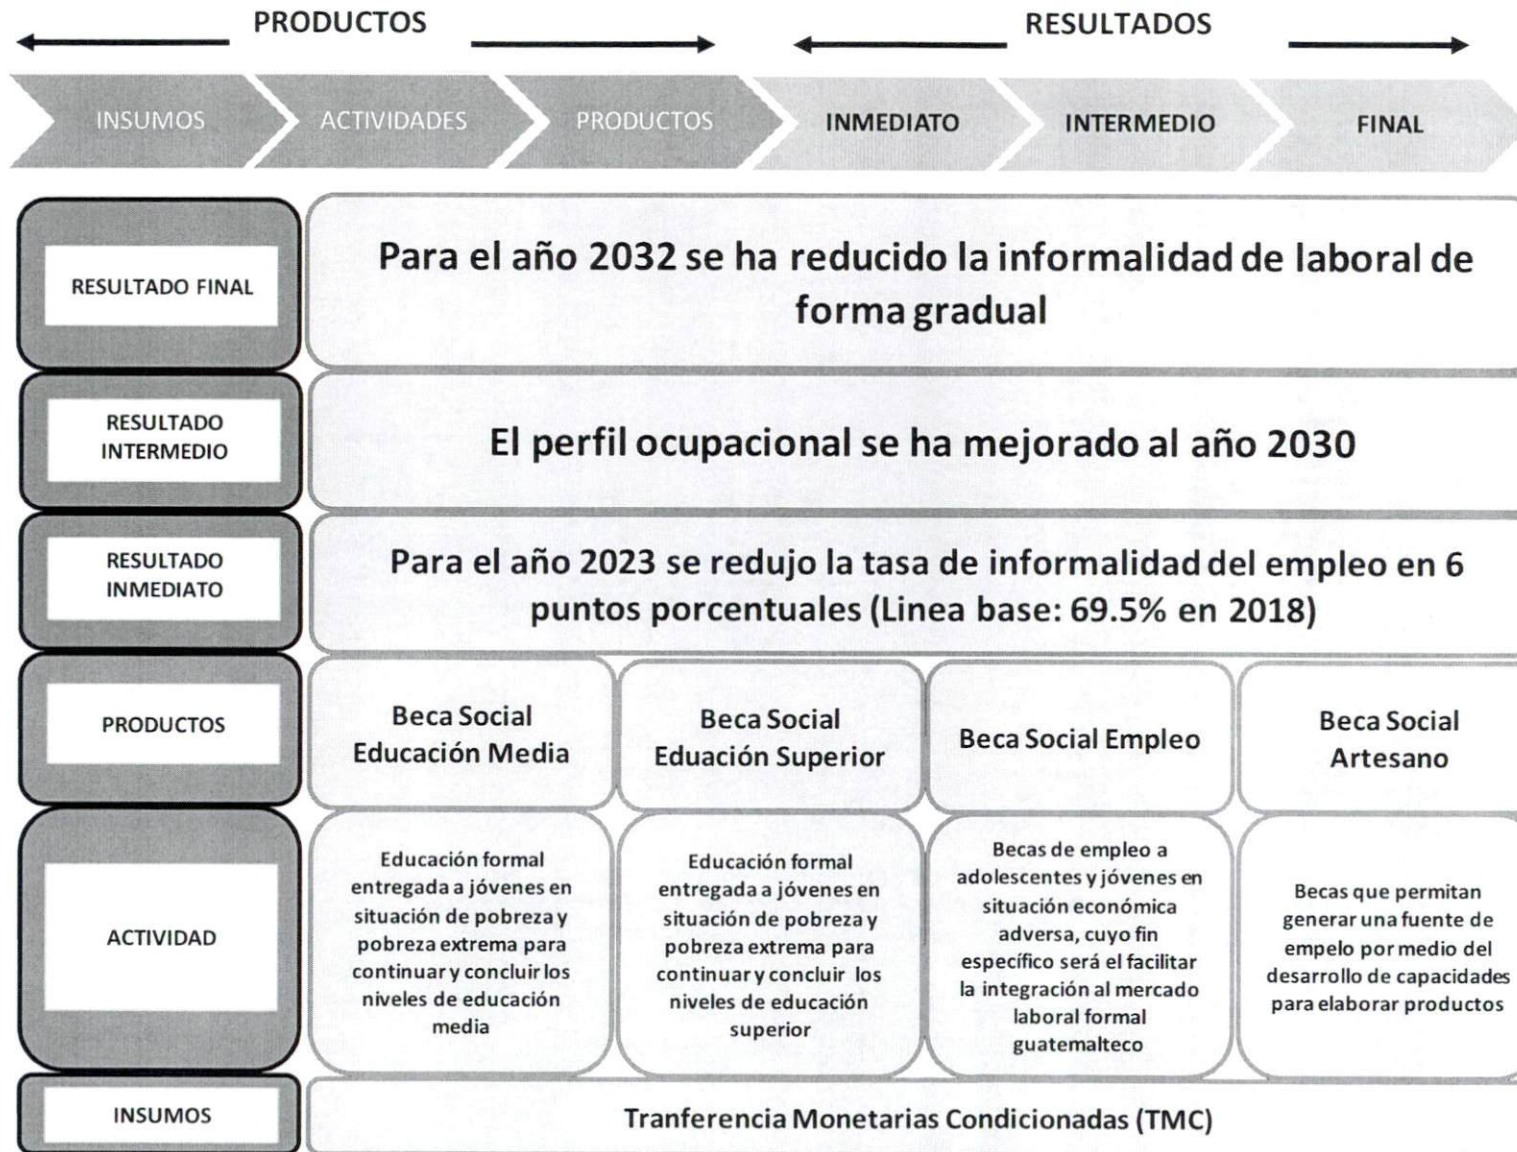 PRODUCTOS
RESULTADOS
INSUMOS
ACTIVIDADES
PRODUCTOS
INMEDIATO
INTERMEDIO
FINAL
RESULTADO FINAL
Para el año 2032 se ha reducido la informalidad de laboral de
forma gradual
RESULTADO
INTERMEDIO
El perfil ocupacional se ha mejorado al año 2030
RESULTADO
INMEDIATO
Para el año 2023 se redujo la tasa de informalidad del empleo en 6
puntos porcentuales (Linea base: 69.5% en 2018)
PRODUCTOS
Beca Social
Educación Media
Beca Social
Eduación Superior
Beca Social Empleo
Beca Social
Artesano
ACTIVIDAD
Educación formal
entregada a jóvenes en
situación de pobreza y
pobreza extrema para
continuar y concluir los
niveles de educación
media
Educación formal
entregada a jóvenes en
situación de pobreza y
pobreza extrema para
continuar y concluir los
niveles de educación
superior
Becas de empleo a
adolescentes y jóvenes en
situación económica
adversa, cuyo fin
específico será el facilitar
la integración al mercado
laboral formal
guatemalteco
Becas que permitan
generar una fuente de
empelo por medio del
desarrollo de capacidades
para elaborar productos
INSUMOS
Tranferencia Monetarias Condicionadas (TMC)